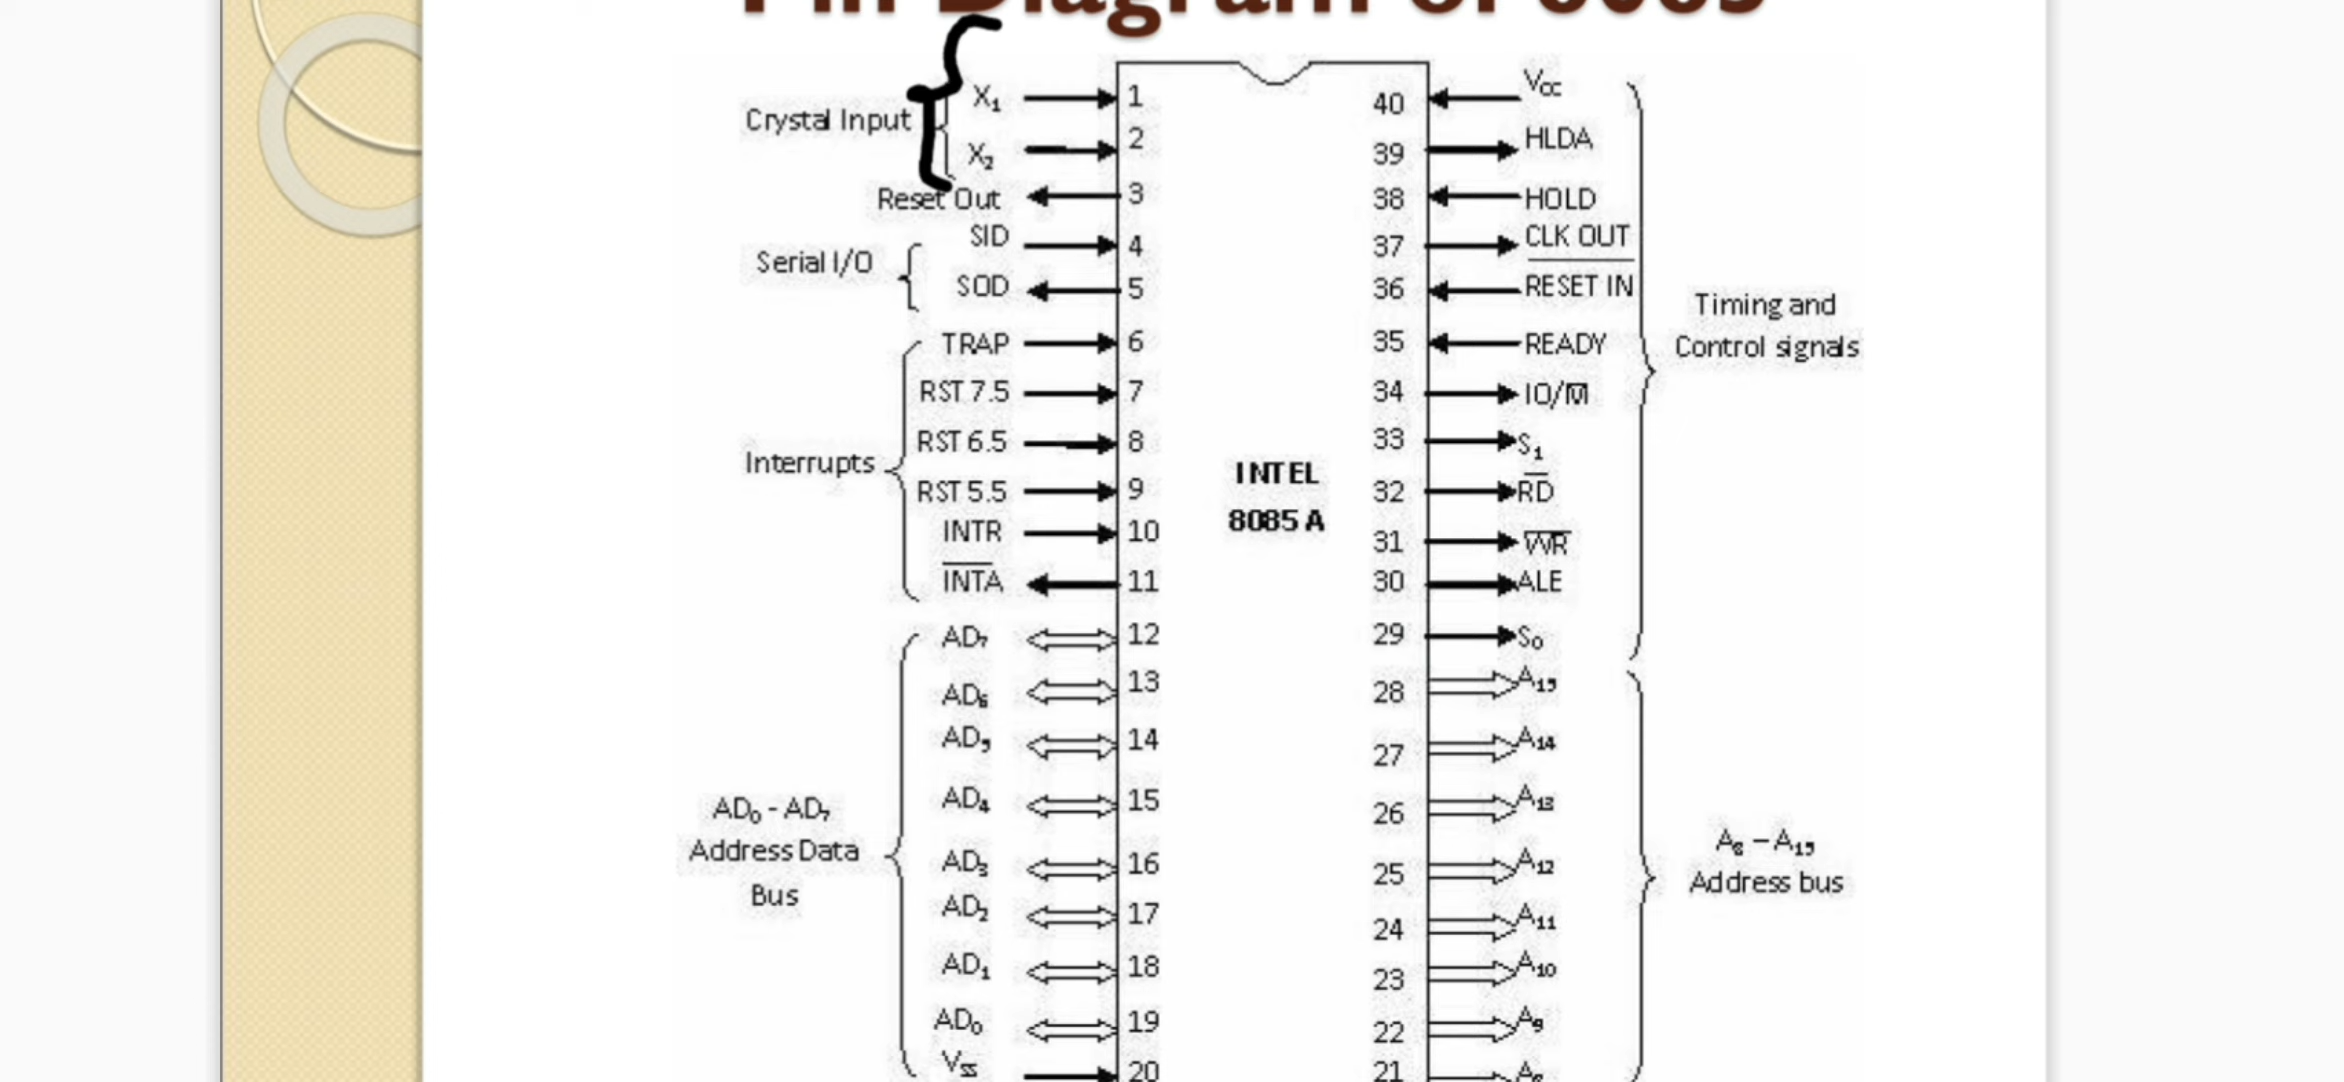 Pin Diagram of 8085
Crystal Input
X1
X2
Reset Out
Serial I/O
SID
SOD
Interrupts
TRAP
RST 7.5
RST 6.5
RST 5.5
INTR
INTA
AD0 - AD7
Address Data
Bus
AD7
AD6
AD5
AD4
AD3
AD2
AD1
AD0
VSS
1
2
3
4
5
6
7
8
9
10
11
12
13
14
15
16
17
18
19
20
INTEL
8085 A
40
39
38
37
36
35
34
33
32
31
30
29
28
27
26
25
24
23
22
21
VCC
HLDA
HOLD
CLK OUT
RESET IN
READY
IO/M
S1
RD
WR
ALE
S0
A15
A14
A13
A12
A11
A10
A9
A8
Timing and
Control signals
A8 – A15
Address bus